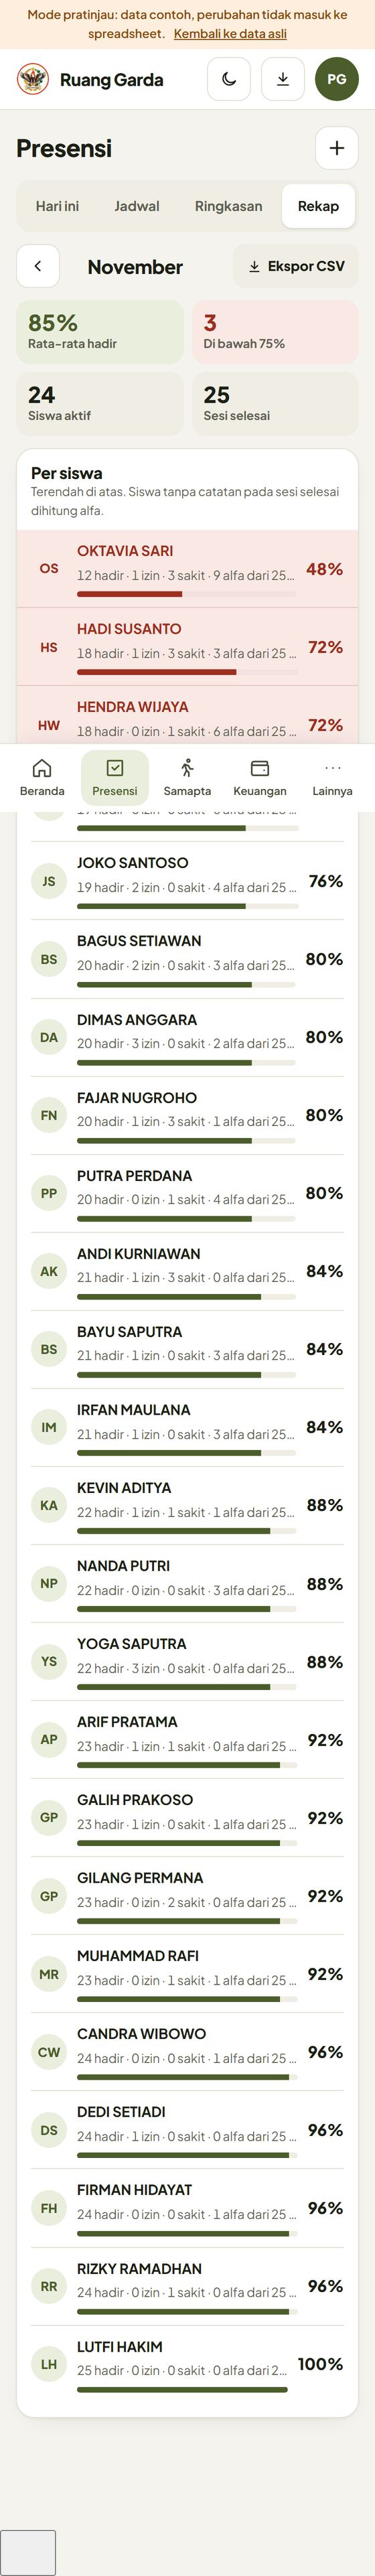 Mode pratinjau: data contoh, perubahan tidak masuk ke
spreadsheet. Kembali ke data asli
Ruang Garda
PG
Presensi
Hari ini
Jadwal
Ringkasan
Rekap
November
Ekspor CSV
85%
Rata-rata hadir
3
Di bawah 75%
24
Siswa aktif
25
Sesi selesai
Per siswa
Terendah di atas. Siswa tanpa catatan pada sesi selesai
dihitung alfa.
OS
OKTAVIA SARI
12 hadir · 1 izin · 3 sakit · 9 alfa dari 25...
48%
HS
HADI SUSANTO
18 hadir · 1 izin · 3 sakit · 3 alfa dari 25 ...
72%
HW
HENDRA WIJAYA
18 hadir · 0 izin · 1 sakit · 6 alfa dari 25 ...
72%
Beranda
Presensi
Samapta
Keuangan
Lainnya
JS
JOKO SANTOSO
19 hadir · 2 izin · 0 sakit · 4 alfa dari 25 ...
76%
BS
BAGUS SETIAWAN
20 hadir · 2 izin · 0 sakit · 3 alfa dari 25...
80%
DA
DIMAS ANGGARA
20 hadir · 3 izin · 0 sakit · 2 alfa dari 25...
80%
FN
FAJAR NUGROHO
20 hadir · 1 izin · 3 sakit · 1 alfa dari 25...
80%
PP
PUTRA PERDANA
20 hadir · 0 izin · 1 sakit · 4 alfa dari 25...
80%
AK
ANDI KURNIAWAN
21 hadir · 1 izin · 3 sakit · 0 alfa dari 25...
84%
BS
BAYU SAPUTRA
21 hadir · 1 izin · 0 sakit · 3 alfa dari 25...
84%
IM
IRFAN MAULANA
21 hadir · 1 izin · 0 sakit · 3 alfa dari 25...
84%
KA
KEVIN ADITYA
22 hadir · 1 izin · 1 sakit · 1 alfa dari 25...
88%
NP
NANDA PUTRI
22 hadir · 0 izin · 0 sakit · 3 alfa dari 25...
88%
YS
YOGA SAPUTRA
22 hadir · 3 izin · 0 sakit · 0 alfa dari 25...
88%
AP
ARIF PRATAMA
23 hadir · 1 izin · 1 sakit · 0 alfa dari 25 ...
92%
GP
GALIH PRAKOSO
23 hadir · 1 izin · 0 sakit · 1 alfa dari 25 ...
92%
GP
GILANG PERMANA
23 hadir · 0 izin · 2 sakit · 0 alfa dari 25 ...
92%
MR
MUHAMMAD RAFI
23 hadir · 0 izin · 1 sakit · 1 alfa dari 25 ...
92%
CW
CANDRA WIBOWO
24 hadir · 0 izin · 0 sakit · 1 alfa dari 25 ...
96%
DS
DEDI SETIADI
24 hadir · 1 izin · 0 sakit · 0 alfa dari 25 ...
96%
FH
FIRMAN HIDAYAT
24 hadir · 0 izin · 0 sakit · 1 alfa dari 25 ...
96%
RR
RIZKY RAMADHAN
24 hadir · 0 izin · 1 sakit · 0 alfa dari 25 ...
96%
LH
LUTFI HAKIM
25 hadir · 0 izin · 0 sakit · 0 alfa dari 2...
100%